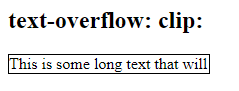 text-overflow: clip:
This is some long text that will